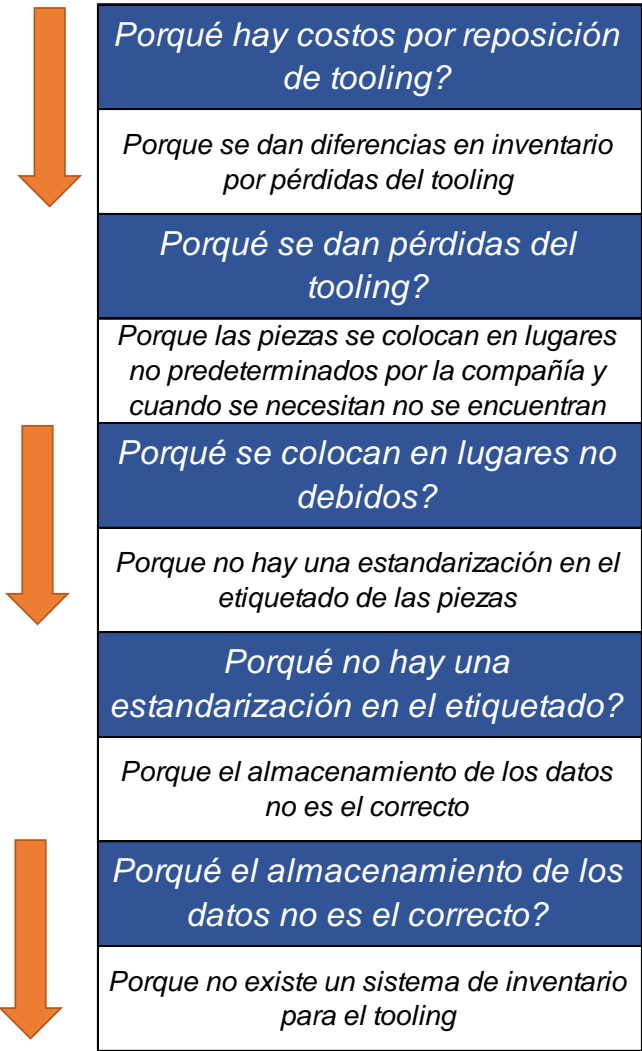 Porqué hay costos por reposición
de tooling?
Porque se dan diferencias en inventario
por pérdidas del tooling
Porqué se dan pérdidas del
tooling?
Porque las piezas se colocan en lugares
no predeterminados por la compañía y
cuando se necesitan no se encuentran
Porqué se colocan en lugares no
debidos?
Porque no hay una estandarización en el
etiquetado de las piezas
Porqué no hay una
estandarización en el etiquetado?
Porque el almacenamiento de los datos
no es el correcto
Porqué el almacenamiento de los
datos no es el correcto?
Porque no existe un sistema de inventario
para el tooling